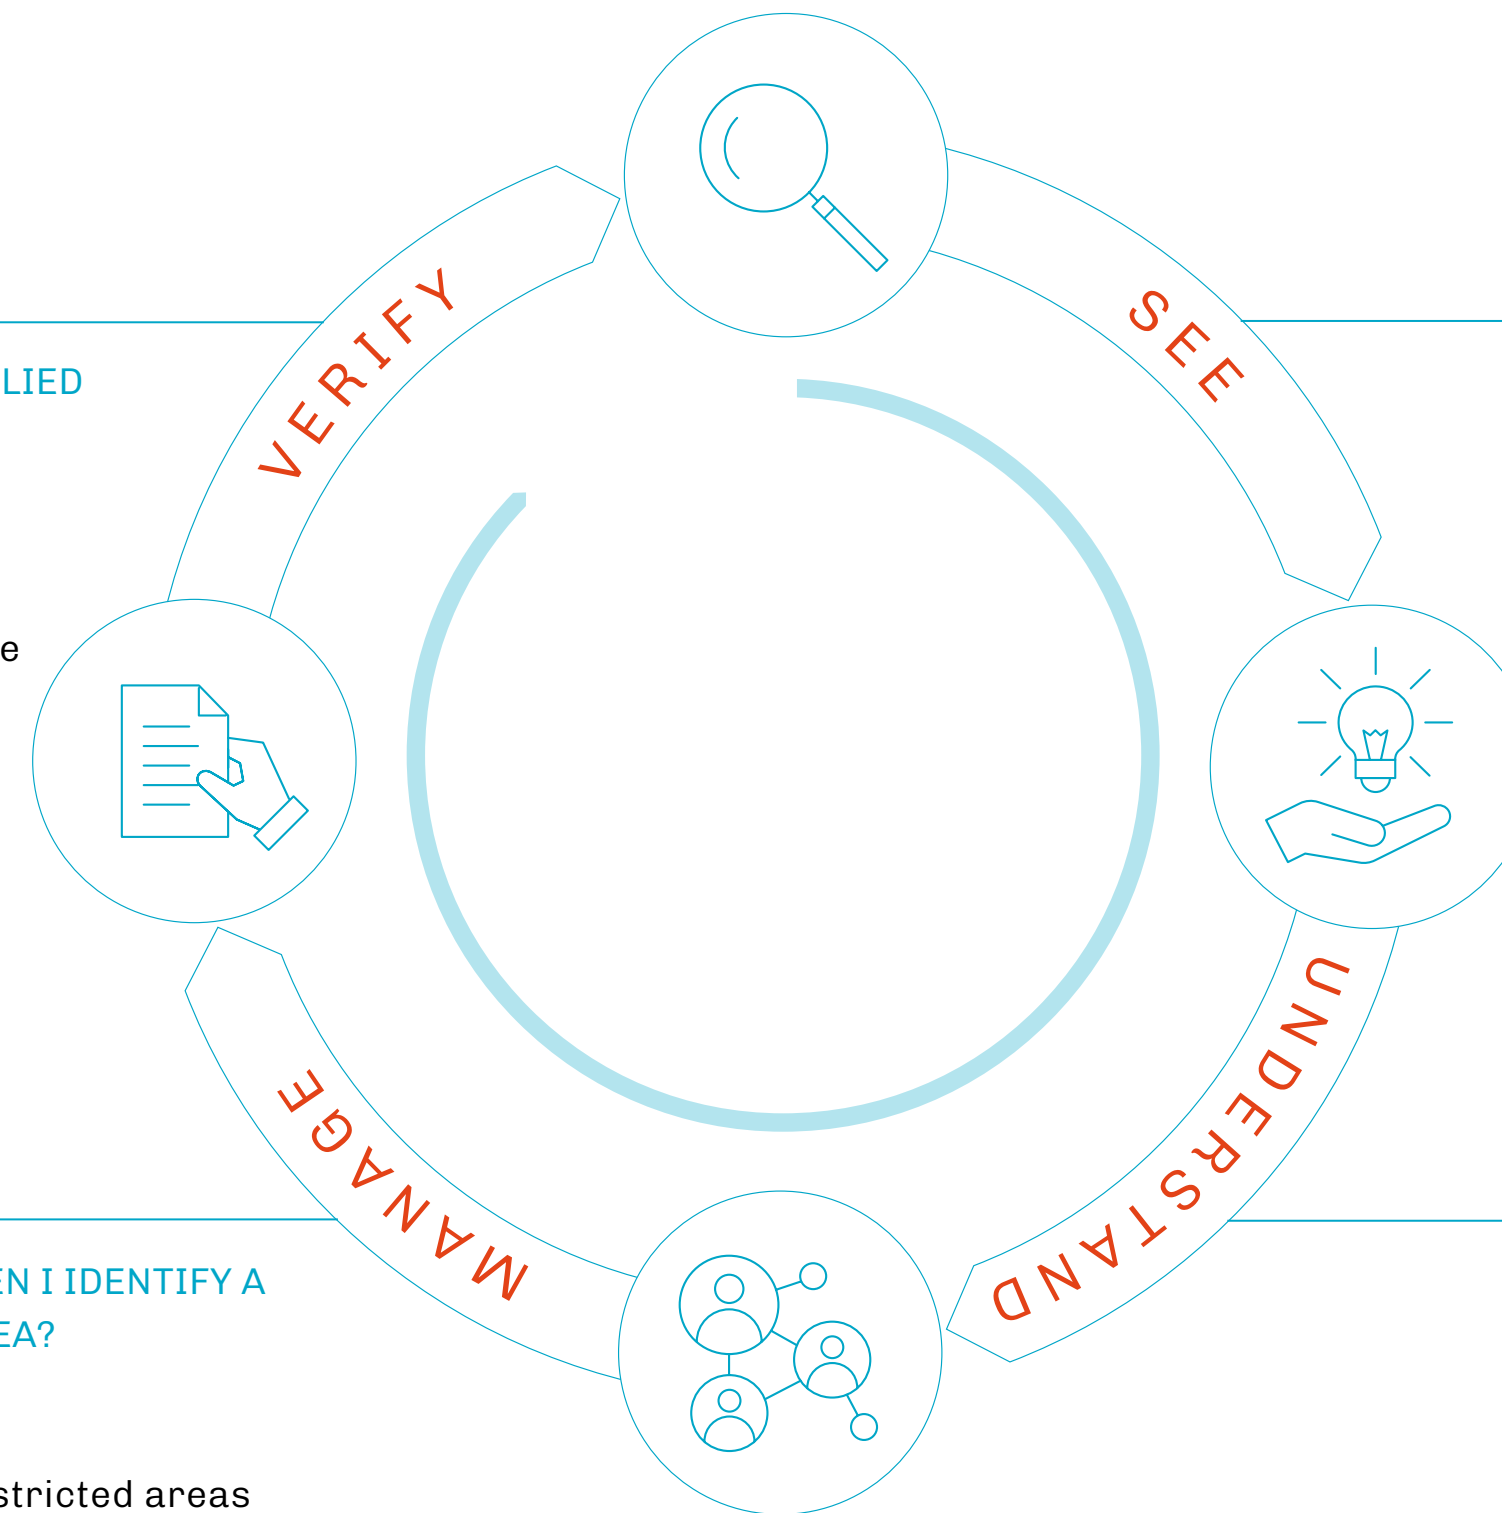 VERIFY
SEE
LIED
e
UNDERSTAND
MANAGE
EN I IDENTIFY A
EA?
stricted areas